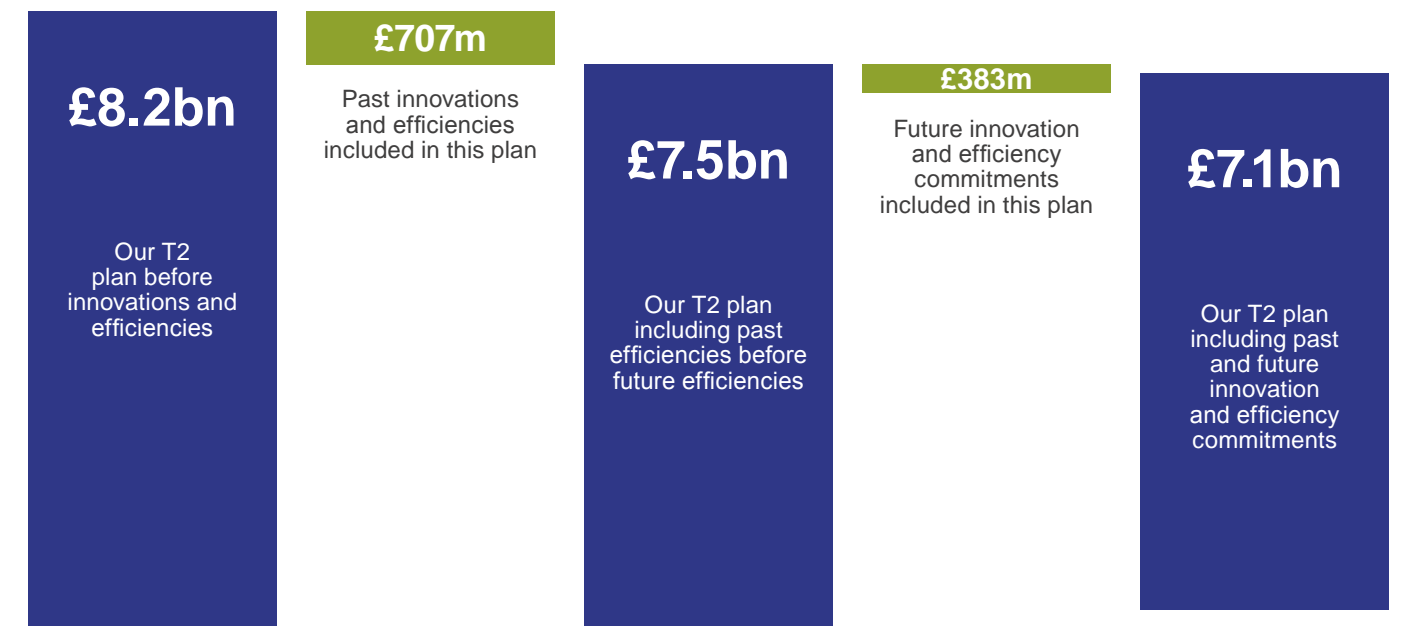 £8.2bn
Our T2
plan before
innovations and
efficiencies
£707m
Past innovations
and efficiencies
included in this plan
£7.5bn
Our T2 plan
including past
efficiencies before
future efficiencies
£383m
Future innovation
and efficiency
commitments
included in this plan
£7.1bn
Our T2 plan
including past
and future
innovation
and efficiency
commitments